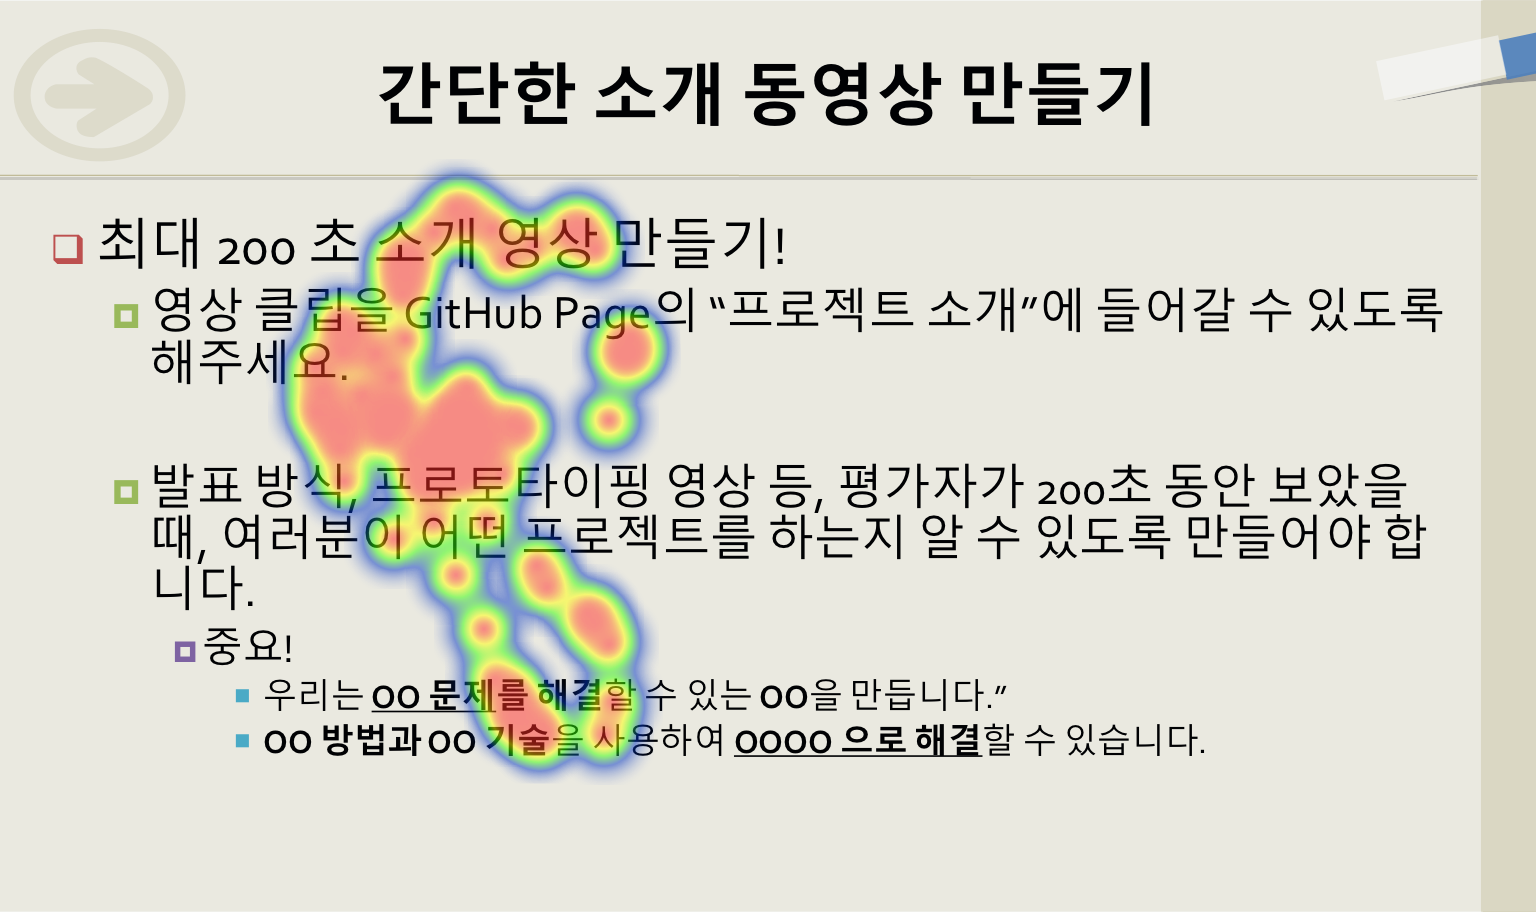 간단한 소개 동영상 만들기
최대 200 초 소개 영상 만들기!
영상 클립을 GitHub Page의 “프로젝트 소개”에 들어갈 수 있도록
해주세요.
발표 방식, 프로토타이핑 영상 등, 평가자가 200초 동안 보았을
때, 여러분이 어떤 프로젝트를 하는지 알 수 있도록 만들어야 합
니다.
중요!
우리는 OO 문제를 해결할 수 있는 OO을 만듭니다.”
OO 방법과 OO 기술을 사용하여 OOOO 으로 해결할 수 있습니다.